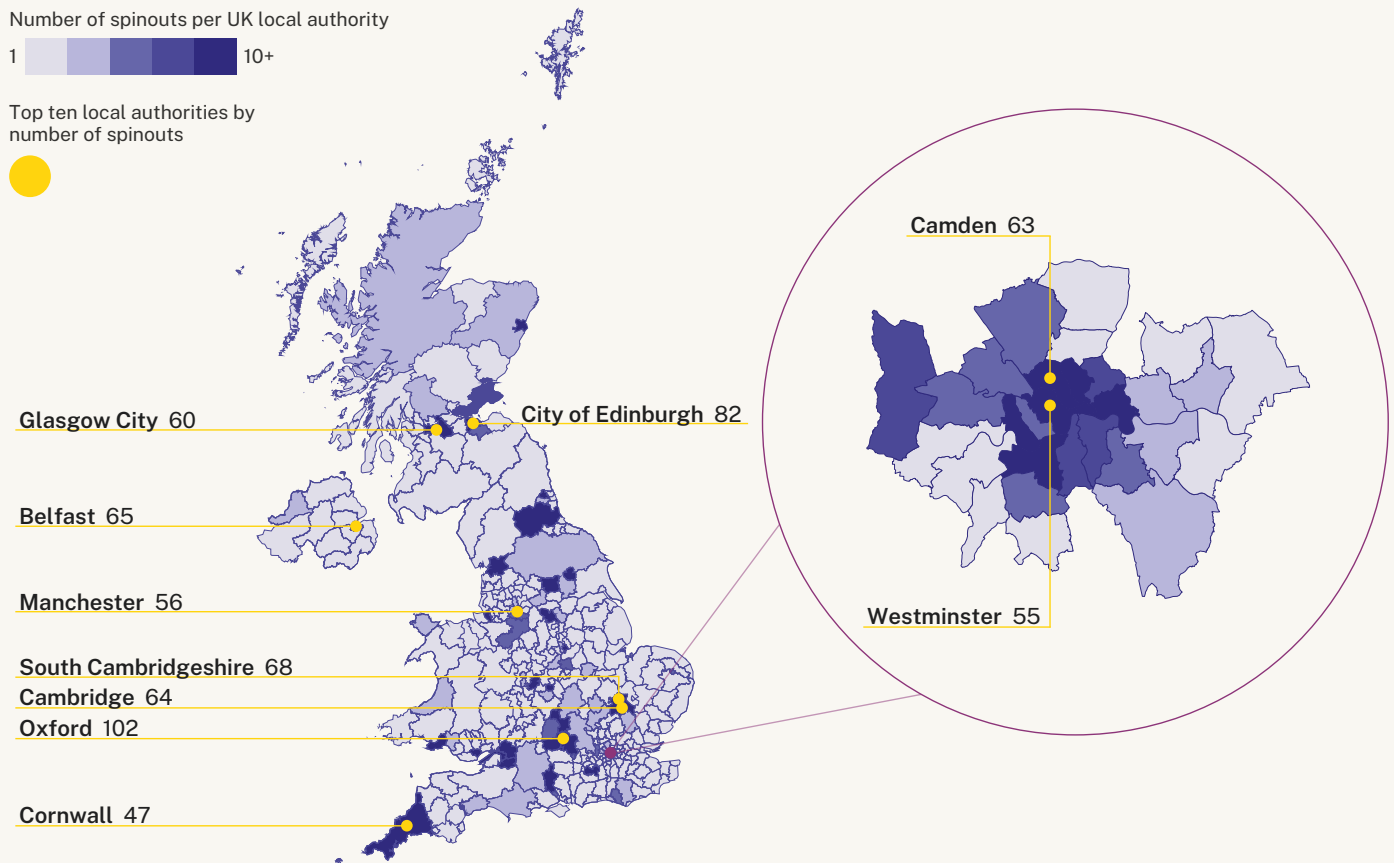 Number of spinouts per UK local authority
1 10+
Top ten local authorities by
number of spinouts
Camden 63
Glasgow City 60
City of Edinburgh 82
Belfast 65
Manchester 56
Westminster 55
South Cambridgeshire 68
Cambridge 64
Oxford 102
Cornwall 47